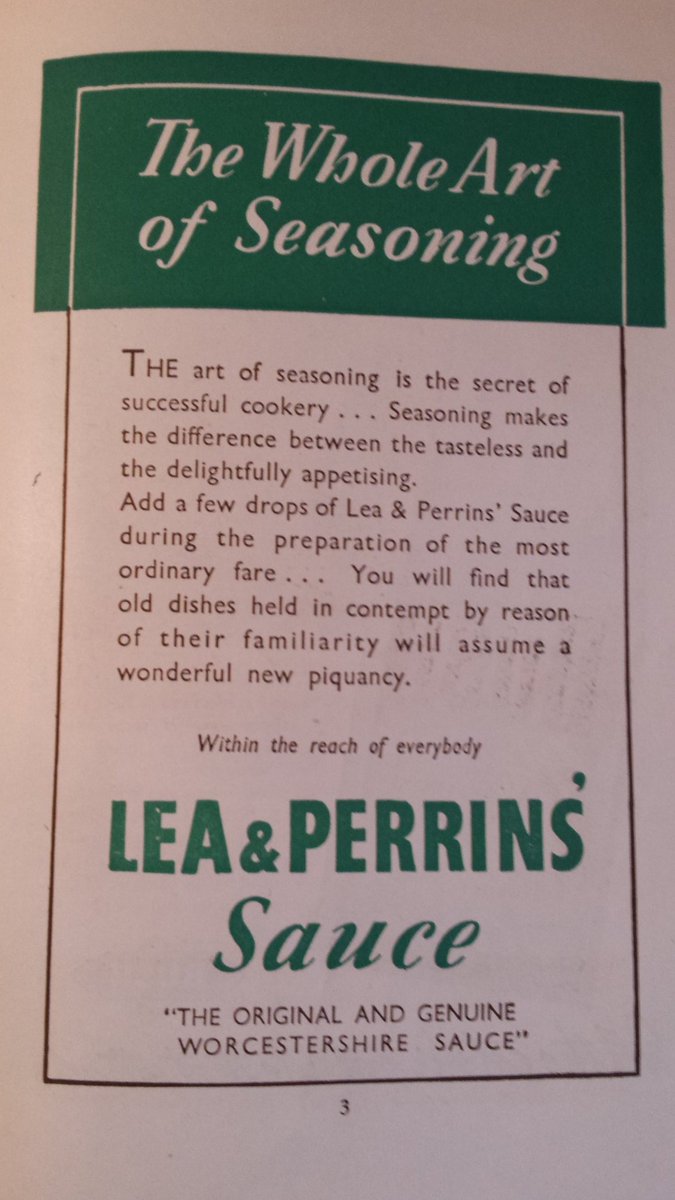 The Whole Art
of Seasoning
THE art of seasoning is the secret of
successful cookery . . . Seasoning makes
the difference between the tasteless and
the delightfully appetising.
Add a few drops of Lea & Perrins' Sauce
during the preparation of the most
ordinary fare . . . You will find that
old dishes held in contempt by reason
of their familiarity will assume a
wonderful new piquancy.
Within the reach of everybody
LEA & PERRINS'
Sauce
"THE ORIGINAL AND GENUINE
WORCESTERSHIRE SAUCE"
3